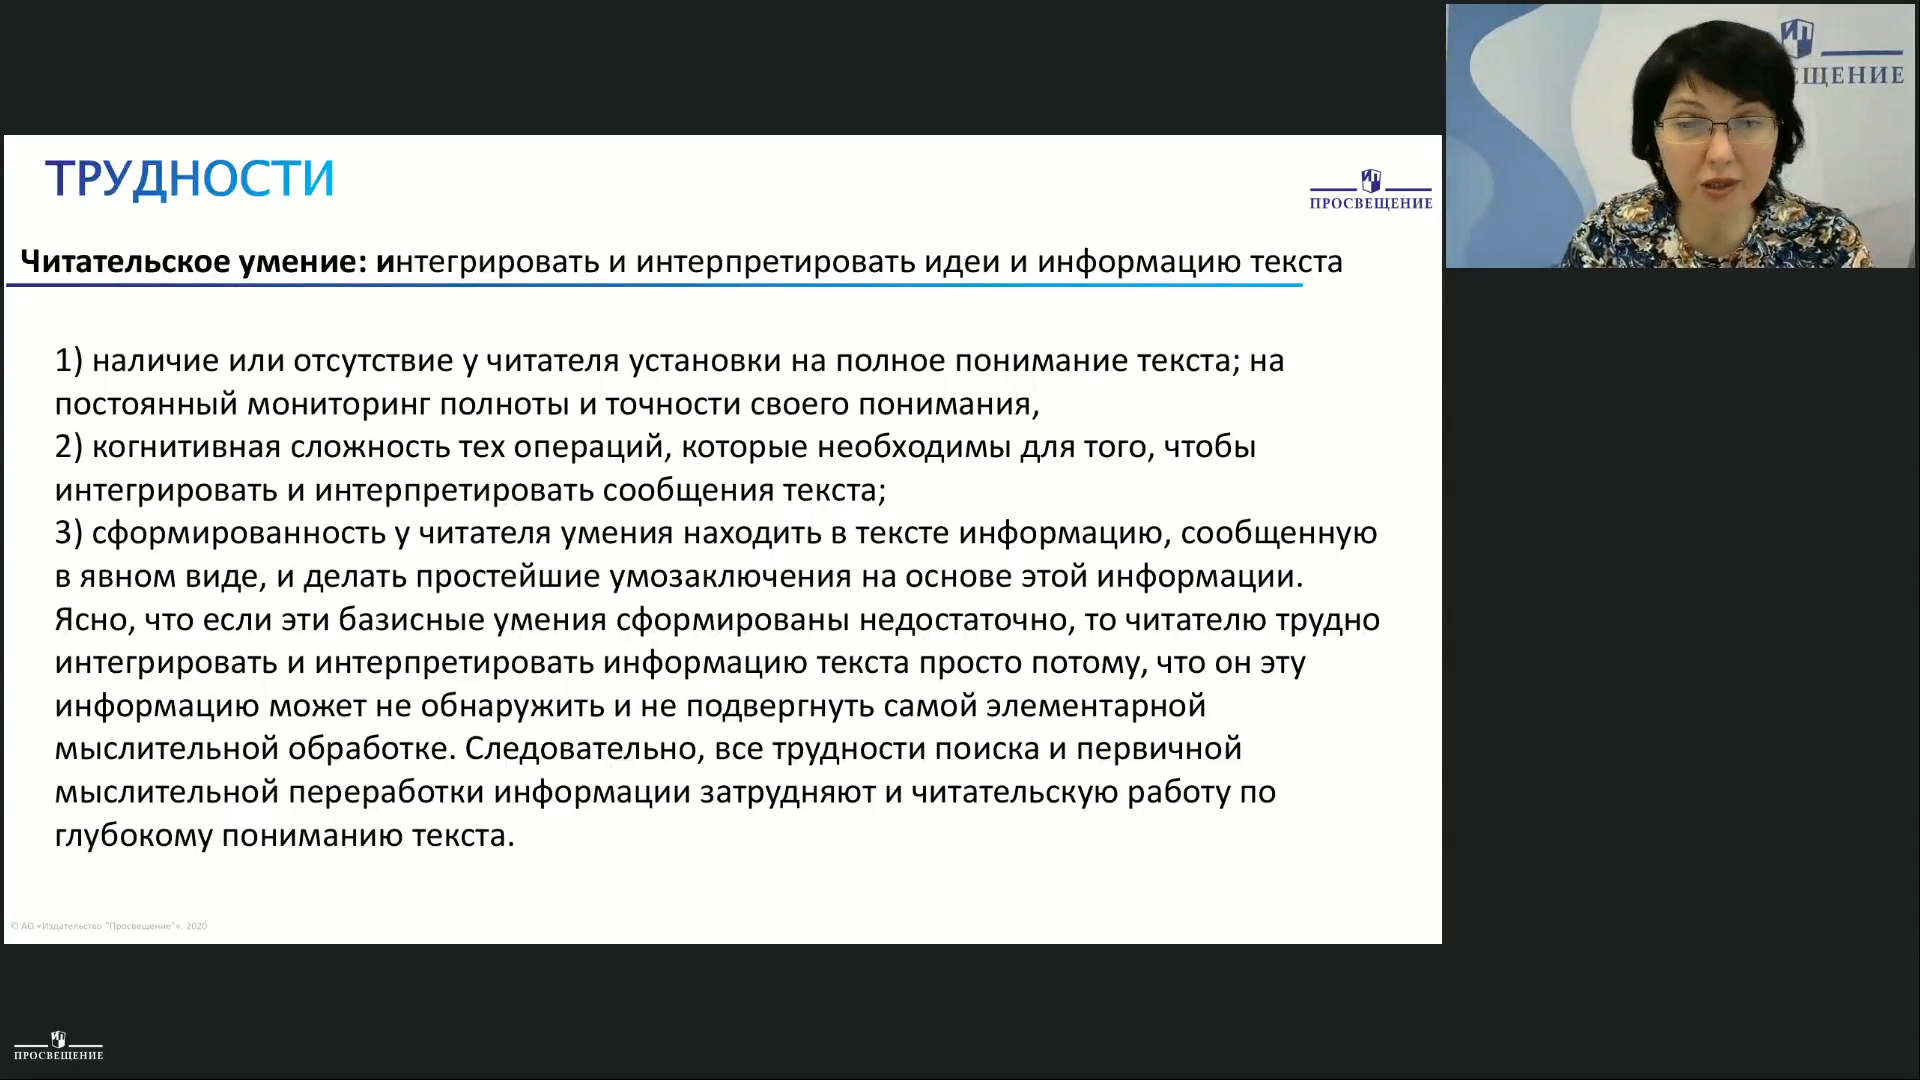 ТРУДНОСТИ
ПРОСВЕЩЕНИЕ
Читательское умение: интегрировать и интерпретировать идеи и информацию текста
1) наличие или отсутствие у читателя установки на полное понимание текста; на
постоянный мониторинг полноты и точности своего понимания,
2) когнитивная сложность тех операций, которые необходимы для того, чтобы
интегрировать и интерпретировать сообщения текста;
3) сформированность у читателя умения находить в тексте информацию, сообщенную
в явном виде, и делать простейшие умозаключения на основе этой информации.
Ясно, что если эти базисные умения сформированы недостаточно, то читателю трудно
интегрировать и интерпретировать информацию текста просто потому, что он эту
информацию может не обнаружить и не подвергнуть самой элементарной
мыслительной обработке. Следовательно, все трудности поиска и первичной
мыслительной переработки информации затрудняют и читательскую работу по
глубокому пониманию текста.
© АО «Издательство "Просвещение"», 2020
ИП
ЩЕНИЕ
ПРОСВЕЩЕНИЕ